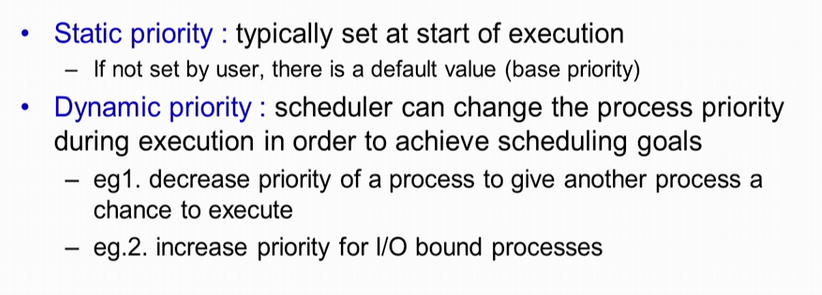 • Static priority : typically set at start of execution
– If not set by user, there is a default value (base priority)
• Dynamic priority : scheduler can change the process priority
during execution in order to achieve scheduling goals
– eg1. decrease priority of a process to give another process a
chance to execute
– eg.2. increase priority for I/O bound processes